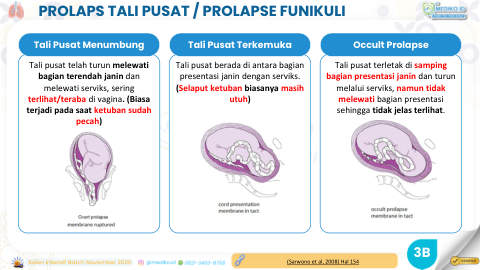 PROLAPS TALI PUSAT / PROLAPSE FUNIKULI
Tali Pusat Menumbung
Tali pusat telah turun melewati
bagian terendah janin dan
melewati serviks, sering
terlihat/teraba di vagina. (Biasa
terjadi pada saat ketuban sudah
pecah)
Overt prolapse
membrane ruptured
Tali Pusat Terkemuka
Tali pusat berada di antara bagian
presentasi janin dengan serviks.
(Selaput ketuban biasanya masih
utuh)
cord presentation
membrane in tact
Occult Prolapse
Tali pusat terletak di samping
bagian presentasi janin dan turun
melalui serviks, namun tidak
melewati bagian presentasi
sehingga tidak jelas terlihat.
occult prolapse
membrane in tact
(Sarwono et al, 2008) Hal 154
3B